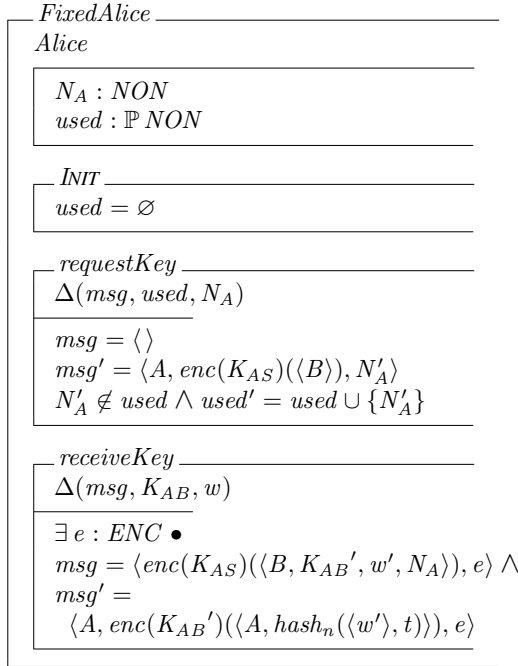 FixedAlice
Alice
N_A : NON
used : ℙ NON
INIT
used = ∅
requestKey
Δ(msg, used, N_A)
msg = ⟨ ⟩
msg′ = ⟨A, enc(K_AS)(⟨B⟩), N′_A⟩
N′_A ∉ used ∧ used′ = used ∪ {N′_A}
receiveKey
Δ(msg, K_AB, w)
∃ e : ENC •
msg = ⟨enc(K_AS)(⟨B, K_AB′, w′, N_A⟩), e⟩ ∧
msg′ =
⟨A, enc(K_AB′)(⟨A, hash_n(⟨w′⟩, t)⟩), e⟩